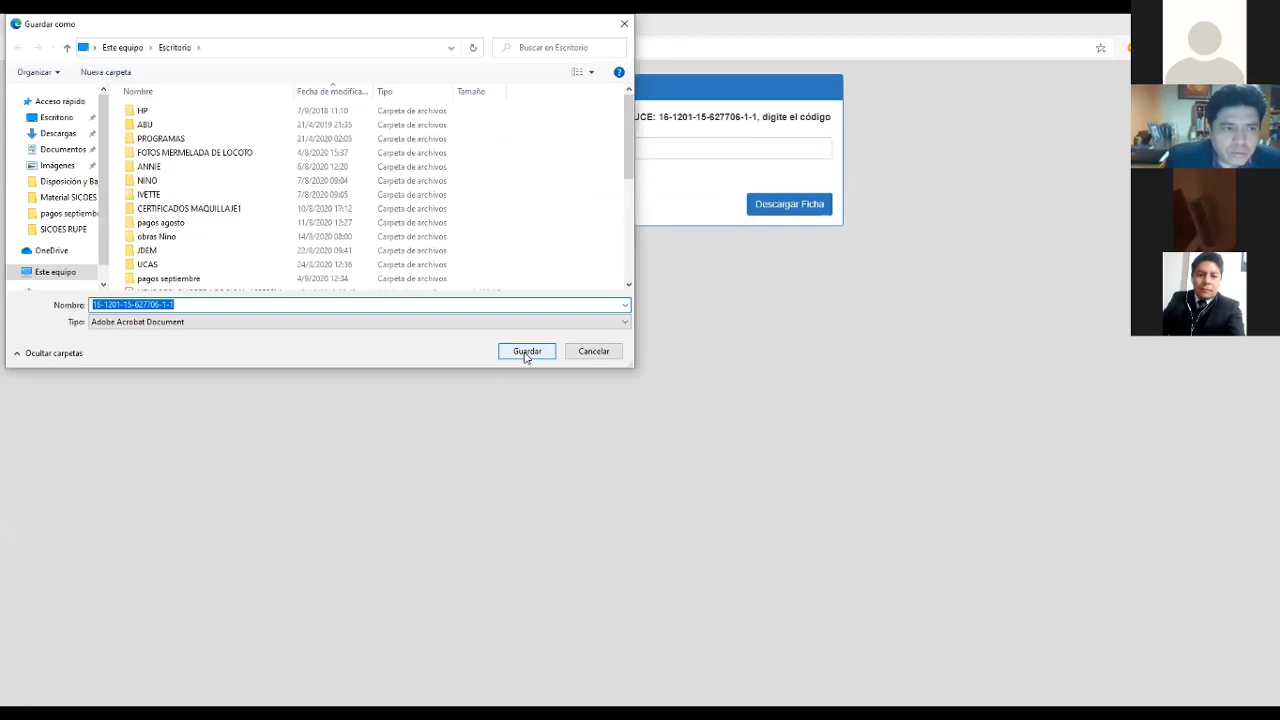 Guardar como
Este equipo
Escritorio
Buscar en Escritorio
Organizar
Nueva carpeta
Nombre
Fecha de modifica...
Tipo
Tamaño
Acceso rápido
Escritorio
Descargas
Documentos
Imágenes
Disposición y Ba
Material SICOES
pagos septiemb
SICOES RUPE
OneDrive
Este equipo
HP 7/9/2018 11:10 Carpeta de archivos
ABU 21/4/2019 21:35 Carpeta de archivos
PROGRAMAS 21/4/2020 02:05 Carpeta de archivos
FOTOS MERMELADA DE LOCOTO 4/8/2020 15:37 Carpeta de archivos
ANNIE 6/8/2020 12:20 Carpeta de archivos
NINO 7/8/2020 09:04 Carpeta de archivos
IVETTE 7/8/2020 09:05 Carpeta de archivos
CERTIFICADOS MAQUILLAJE1 10/8/2020 17:12 Carpeta de archivos
pagos agosto 11/8/2020 12:27 Carpeta de archivos
obras Nino 14/8/2020 08:00 Carpeta de archivos
JDEM 22/8/2020 09:41 Carpeta de archivos
UCAS 24/8/2020 12:36 Carpeta de archivos
pagos septiembre 4/9/2020 12:34 Carpeta de archivos
Nombre: 16-1201-15-627706-1-1
Tipo: Adobe Acrobat Document
Ocultar carpetas
Guardar
Cancelar
UCE: 16-1201-15-627706-1-1, digite el código
Descargar Ficha